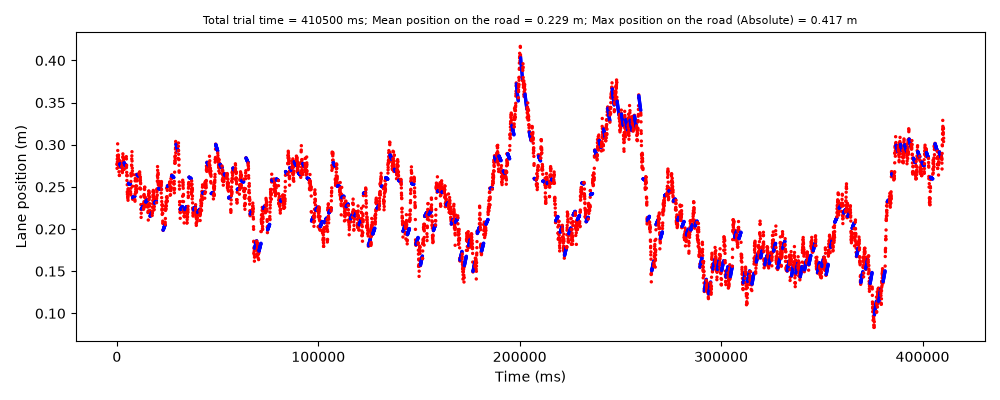 Total trial time = 410500 ms; Mean position on the road = 0.229 m; Max position on the road (Absolute) = 0.417 m
0.40
0.35
0.30
0.25
0.20
0.15
0.10
Lane position (m)
0 100000 200000 300000 400000
Time (ms)